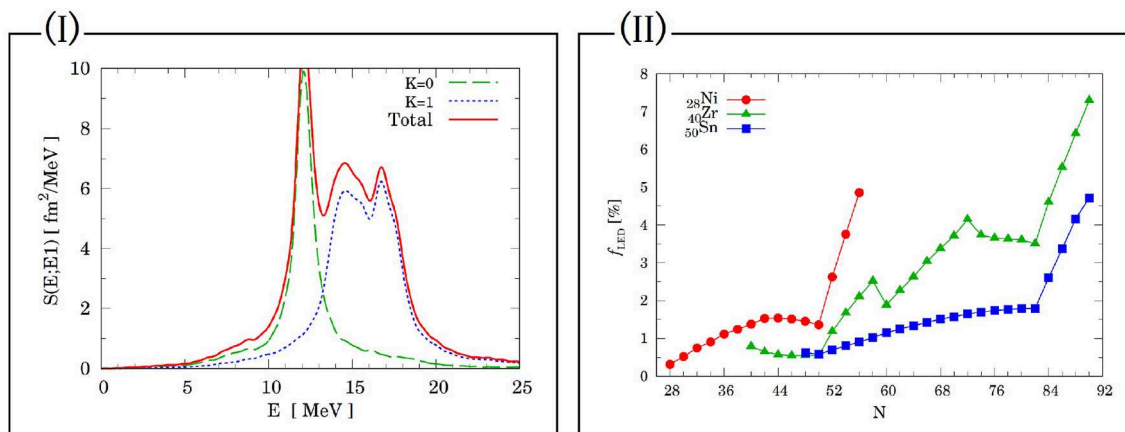 (I)
10
8
6
4
2
0
S(E;E1) [ fm²/MeV]
K=0
K=1
Total
0 5 10 15 20 25
E [ MeV]
(II)
8
7
6
5
4
3
2
1
0
f_LED [%]
₂₈Ni
₄₀Zr
₅₀Sn
28 36 44 52 60 68 76 84 92
N